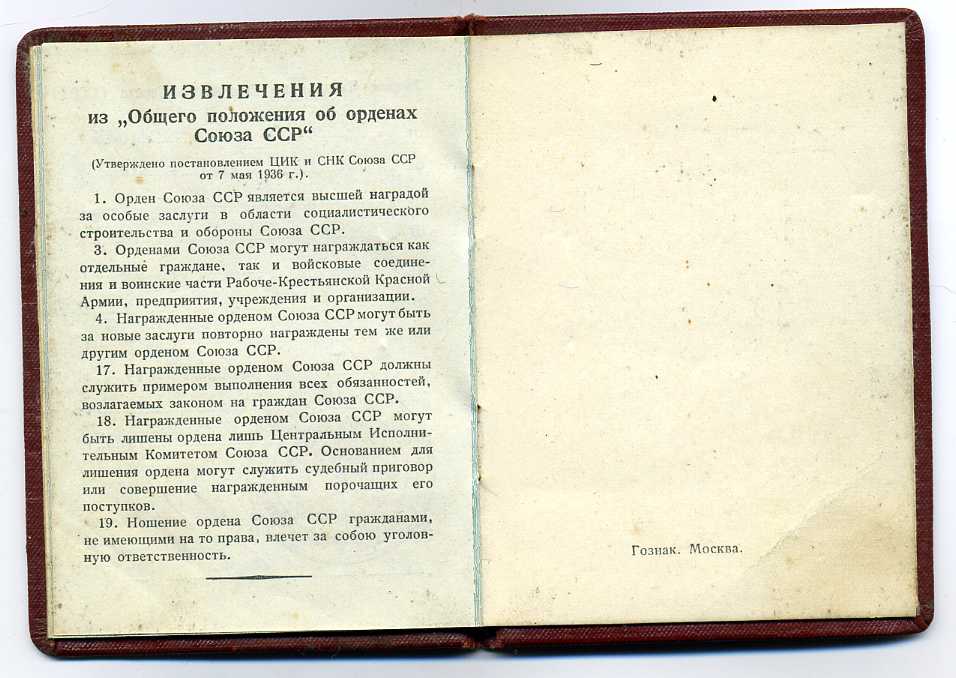 ИЗВЛЕЧЕНИЯ
из „Общего положения об орденах
Союза ССР“
(Утверждено постановлением ЦИК и СНК Союза ССР
от 7 мая 1936 г.).
1. Орден Союза ССР является высшей наградой
за особые заслуги в области социалистического
строительства и обороны Союза ССР.
3. Орденами Союза ССР могут награждаться как
отдельные граждане, так и войсковые соедине-
ния и воинские части Рабоче-Крестьянской Красной
Армии, предприятия, учреждения и организации.
4. Награжденные орденом Союза ССР могут быть
за новые заслуги повторно награждены тем же или
другим орденом Союза ССР.
17. Награжденные орденом Союза ССР должны
служить примером выполнения всех обязанностей,
возлагаемых законом на граждан Союза ССР.
18. Награжденные орденом Союза ССР могут
быть лишены ордена лишь Центральным Исполни-
тельным Комитетом Союза ССР. Основанием для
лишения ордена могут служить судебный приговор
или совершение награжденным порочащих его
поступков.
19. Ношение ордена Союза ССР гражданами,
не имеющими на то права, влечет за собою уголов-
ную ответственность.
Гознак. Москва.